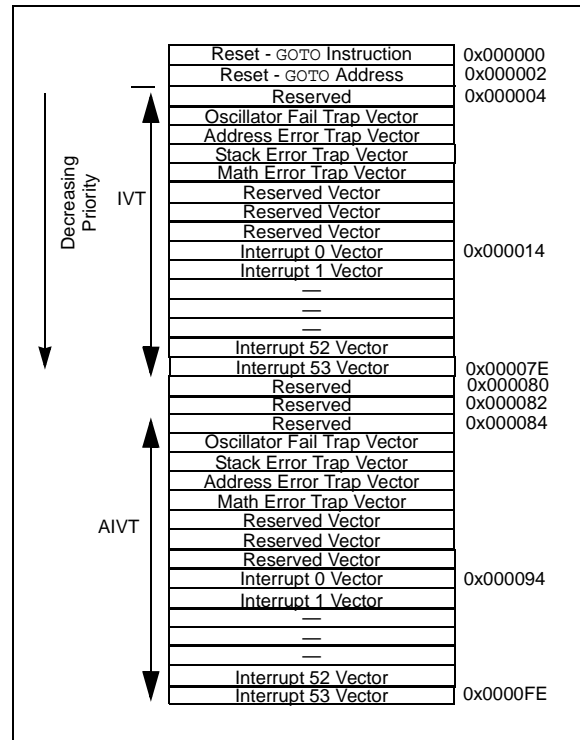 Reset - GOTO Instruction 0x000000
Reset - GOTO Address 0x000002
Reserved 0x000004
Oscillator Fail Trap Vector
Address Error Trap Vector
Stack Error Trap Vector
Math Error Trap Vector
Reserved Vector
Reserved Vector
Reserved Vector
Interrupt 0 Vector 0x000014
Interrupt 1 Vector
—
—
—
Interrupt 52 Vector
Interrupt 53 Vector 0x00007E
Reserved 0x000080
Reserved 0x000082
Reserved 0x000084
Oscillator Fail Trap Vector
Stack Error Trap Vector
Address Error Trap Vector
Math Error Trap Vector
Reserved Vector
Reserved Vector
Reserved Vector
Interrupt 0 Vector 0x000094
Interrupt 1 Vector
—
—
—
Interrupt 52 Vector
Interrupt 53 Vector 0x0000FE
Decreasing
Priority
IVT
AIVT